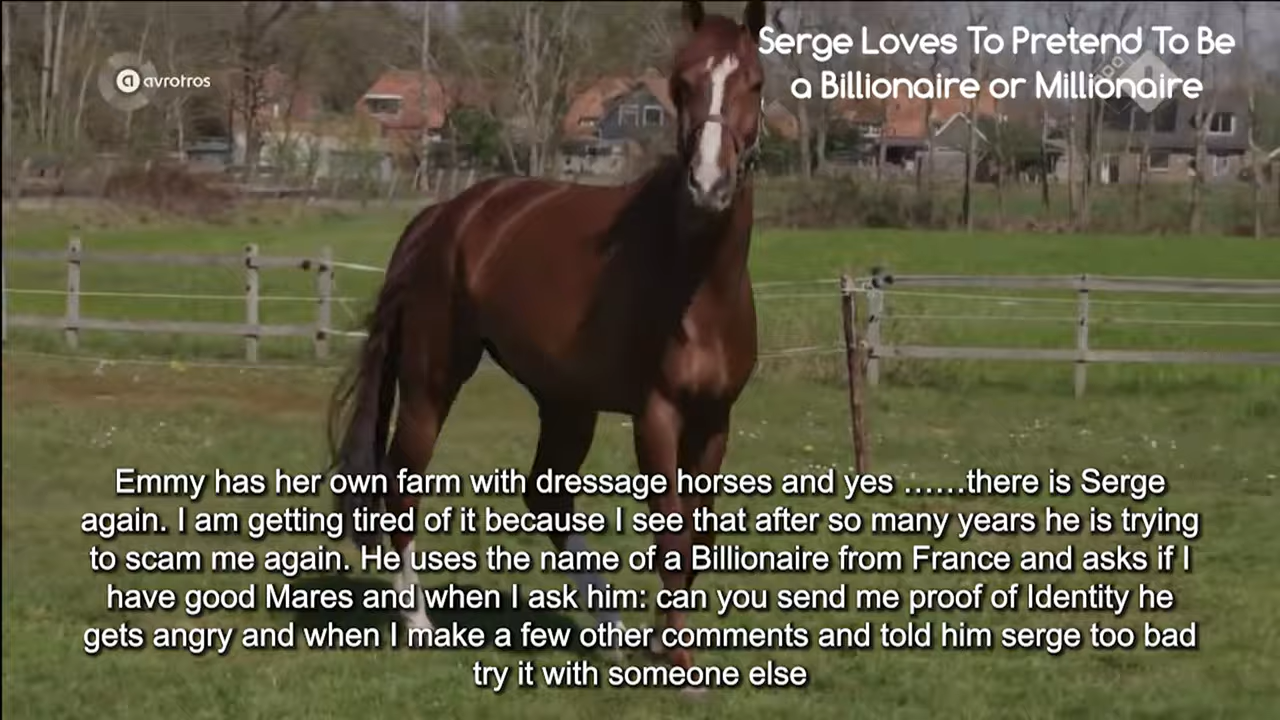 avrotros
Serge Loves To Pretend To Be
a Billionaire or Millionaire
Emmy has her own farm with dressage horses and yes ……there is Serge
again. I am getting tired of it because I see that after so many years he is trying
to scam me again. He uses the name of a Billionaire from France and asks if I
have good Mares and when I ask him: can you send me proof of Identity he
gets angry and when I make a few other comments and told him serge too bad
try it with someone else